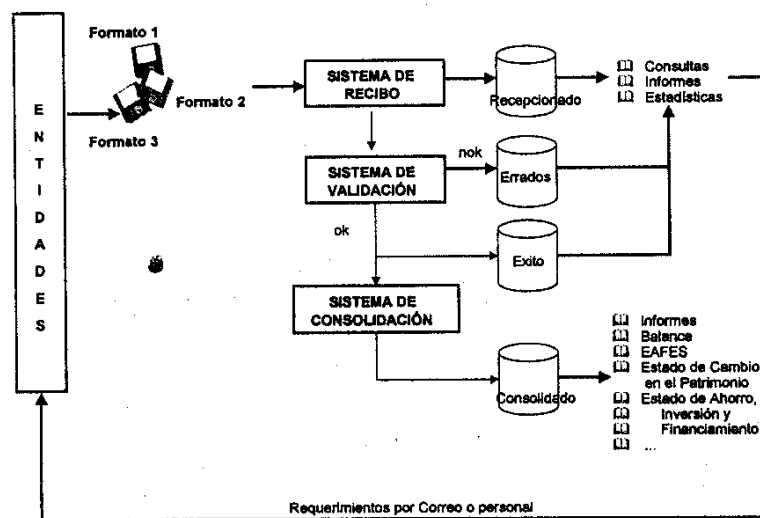 Formato 1
Formato 2
Formato 3
ENTIDADES
SISTEMA DE
RECIBO
Recepcionado
Consultas
Informes
Estadísticas
SISTEMA DE
VALIDACIÓN
nok
Errados
ok
Exito
SISTEMA DE
CONSOLIDACIÓN
Consolidado
Informes
Balance
EAFES
Estado de Cambio
en el Patrimonio
Estado de Ahorro,
Inversión y
Financiamiento
...
Requerimientos por Correo o personal